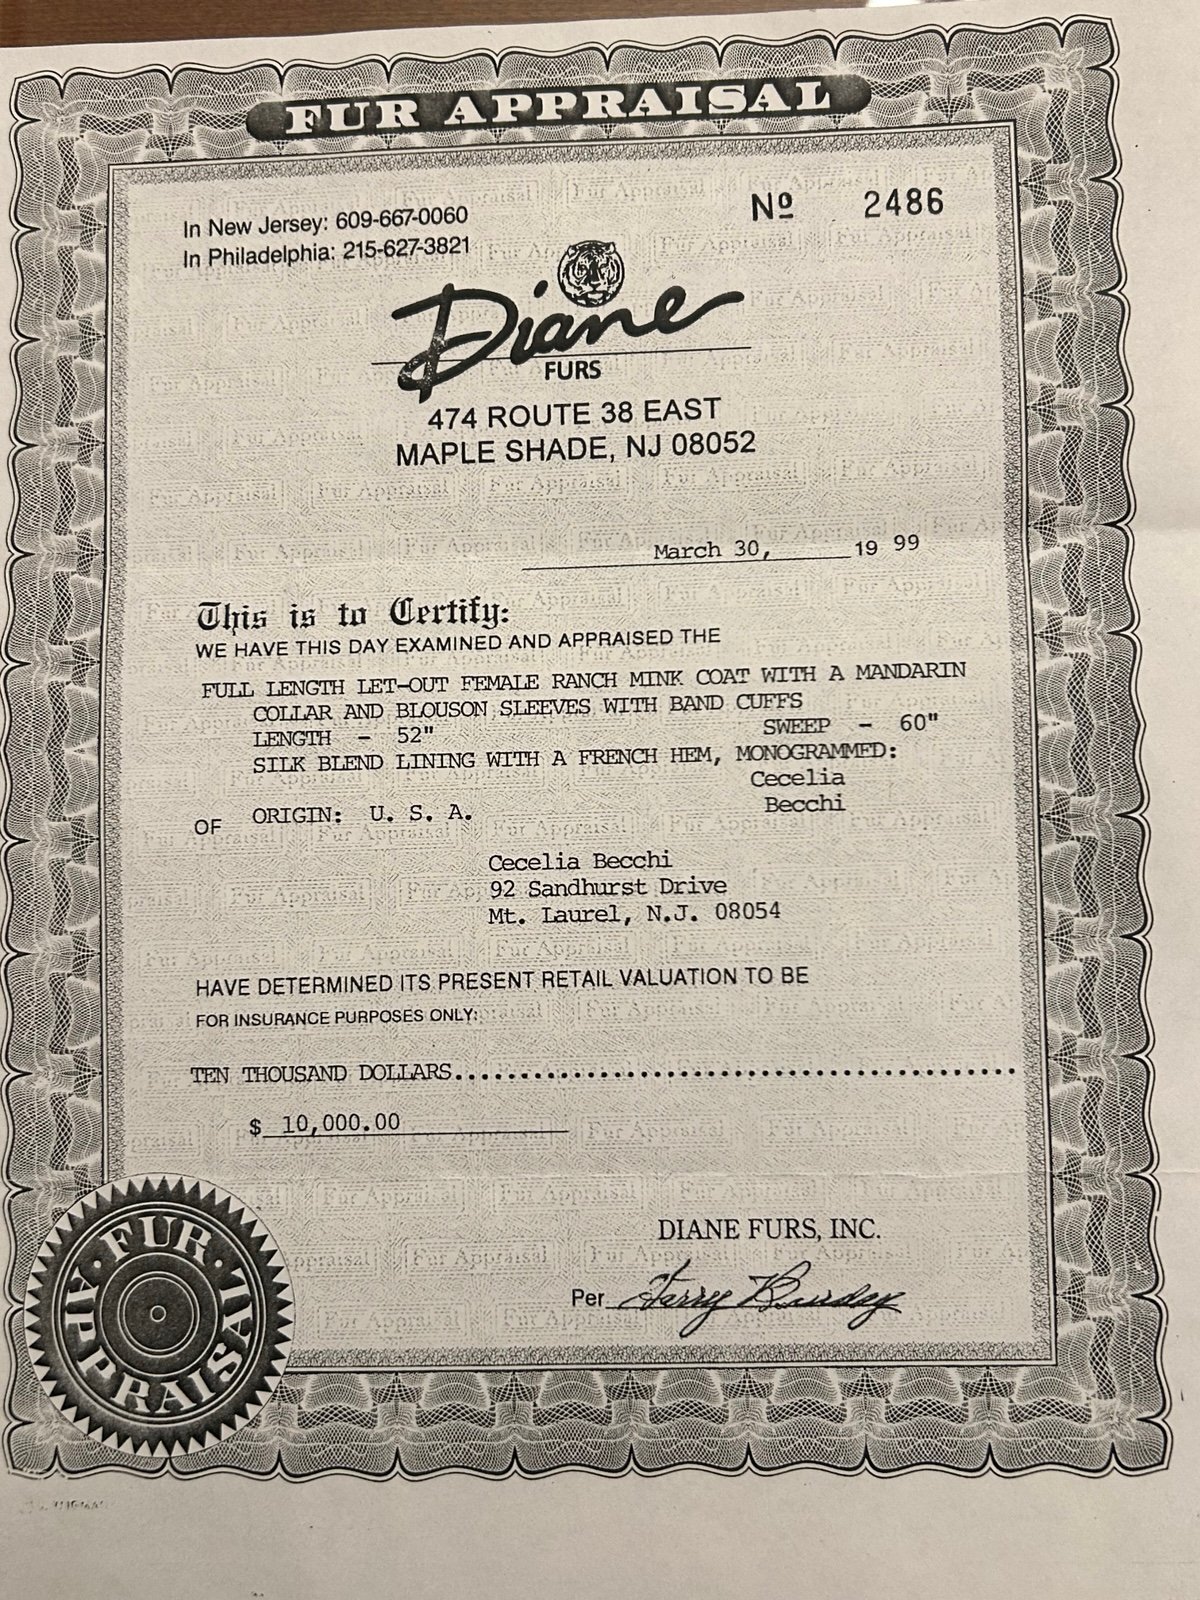 FUR APPRAISAL
In New Jersey: 609-667-0060
In Philadelphia: 215-627-3821
Nº 2486
Diane
FURS
474 ROUTE 38 EAST
MAPLE SHADE, NJ 08052
March 30, 19 99
This is to Certify:
WE HAVE THIS DAY EXAMINED AND APPRAISED THE
FULL LENGTH LET-OUT FEMALE RANCH MINK COAT WITH A MANDARIN
COLLAR AND BLOUSON SLEEVES WITH BAND CUFFS
LENGTH - 52" SWEEP - 60"
SILK BLEND LINING WITH A FRENCH HEM, MONOGRAMMED:
Cecelia
Becchi
OF ORIGIN: U. S. A.
Cecelia Becchi
92 Sandhurst Drive
Mt. Laurel, N.J. 08054
HAVE DETERMINED ITS PRESENT RETAIL VALUATION TO BE
FOR INSURANCE PURPOSES ONLY:
TEN THOUSAND DOLLARS..........................................
$ 10,000.00
FUR APPRAISAL
DIANE FURS, INC.
Per